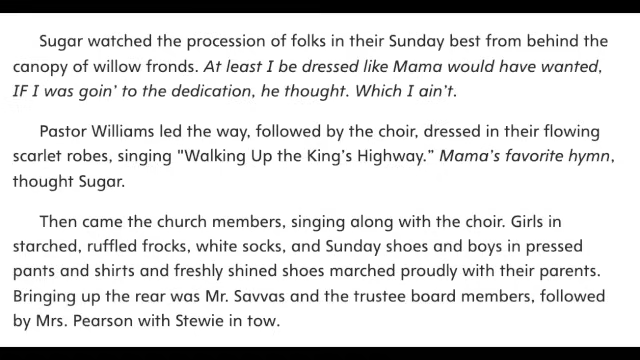 Sugar watched the procession of folks in their Sunday best from behind the
canopy of willow fronds. At least I be dressed like Mama would have wanted,
IF I was goin’ to the dedication, he thought. Which I ain’t.
Pastor Williams led the way, followed by the choir, dressed in their flowing
scarlet robes, singing "Walking Up the King’s Highway.” Mama’s favorite hymn,
thought Sugar.
Then came the church members, singing along with the choir. Girls in
starched, ruffled frocks, white socks, and Sunday shoes and boys in pressed
pants and shirts and freshly shined shoes marched proudly with their parents.
Bringing up the rear was Mr. Savvas and the trustee board members, followed
by Mrs. Pearson with Stewie in tow.